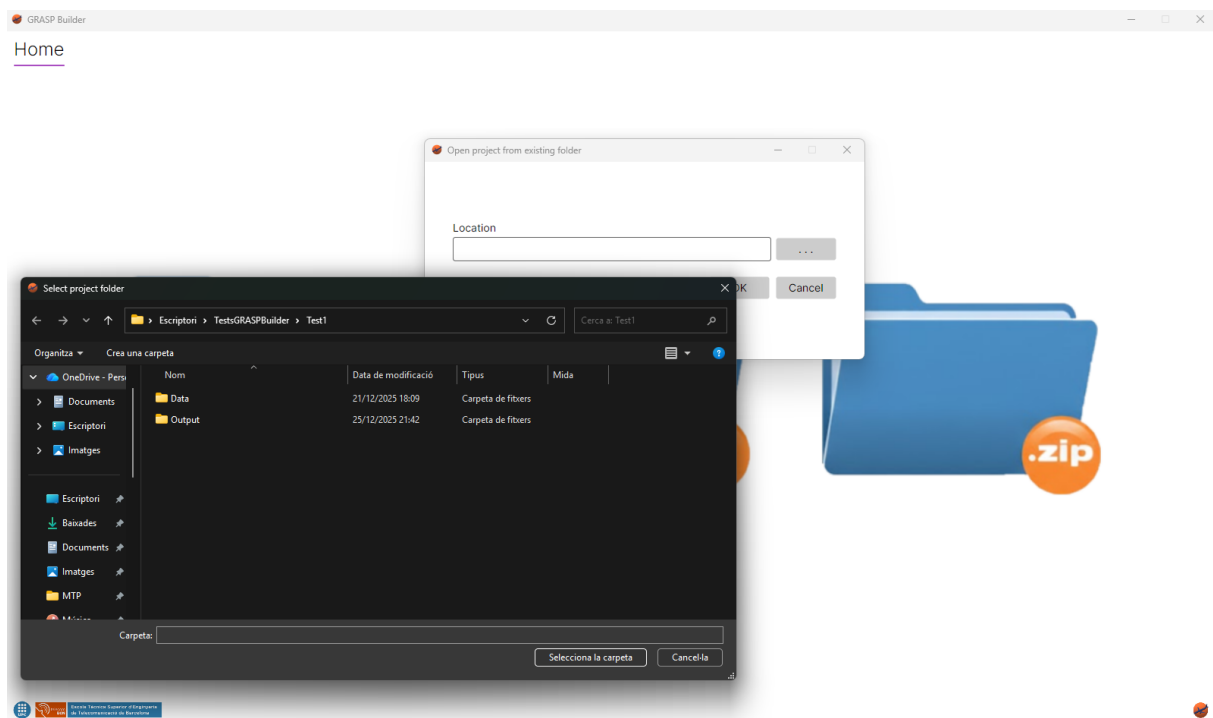 GRASP Builder
Home
Open project from existing folder
Location
...
OK
Cancel
Select project folder
Escriptori > TestsGRASPBuilder > Test1
Cerca a: Test1
Organitza
Crea una carpeta
OneDrive - Pers
Documents
Escriptori
Imatges
Escriptori
Baixades
Documents
Imatges
MTP
Nom Data de modificació Tipus Mida
Data 21/12/2025 18:09 Carpeta de fitxers
Output 25/12/2025 21:42 Carpeta de fitxers
Carpeta:
Selecciona la carpeta
Cancel·la
.zip
Escola Tècnica Superior d'Enginyeria
de Telecomunicació de Barcelona